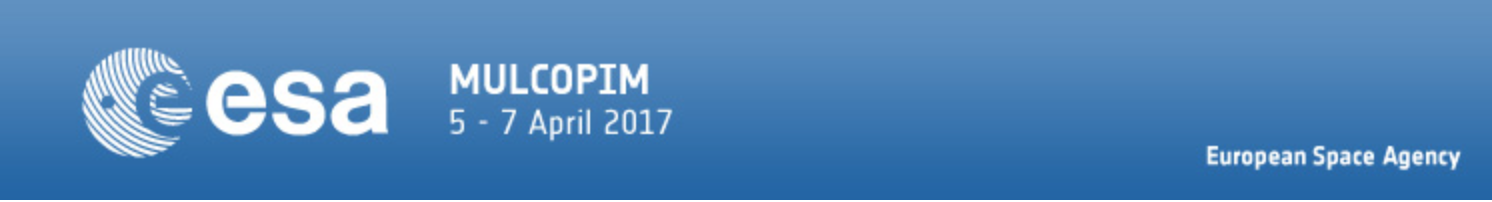 esa
MULCOPIM
5 - 7 April 2017
European Space Agency